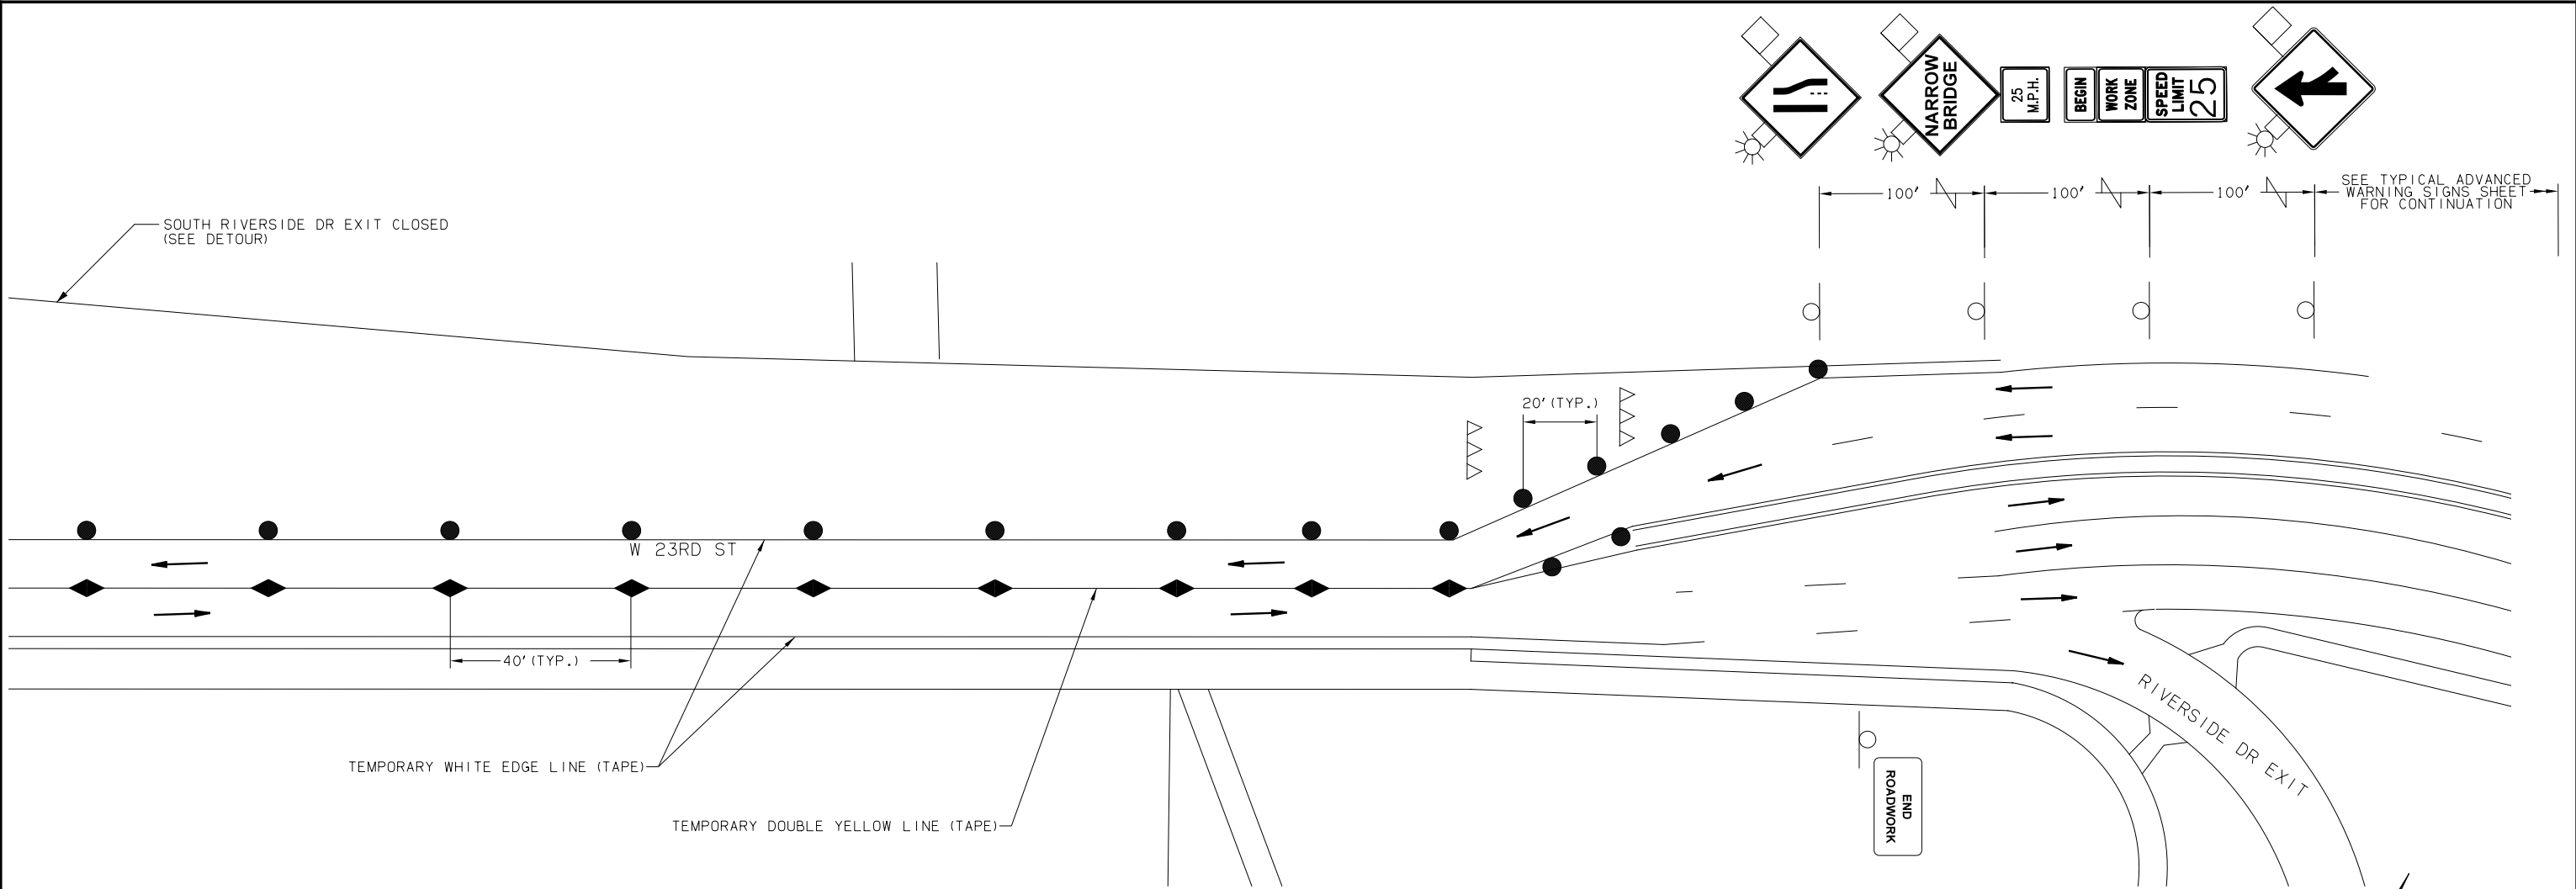 NARROW
BRIDGE
25
M.P.H.
BEGIN
WORK
ZONE
SPEED
LIMIT
25
100'
100'
100'
SEE TYPICAL ADVANCED
WARNING SIGNS SHEET
FOR CONTINUATION
SOUTH RIVERSIDE DR EXIT CLOSED
(SEE DETOUR)
20'(TYP.)
W 23RD ST
40'(TYP.)
RIVERSIDE DR EXIT
TEMPORARY WHITE EDGE LINE (TAPE)
TEMPORARY DOUBLE YELLOW LINE (TAPE)
END
ROADWORK